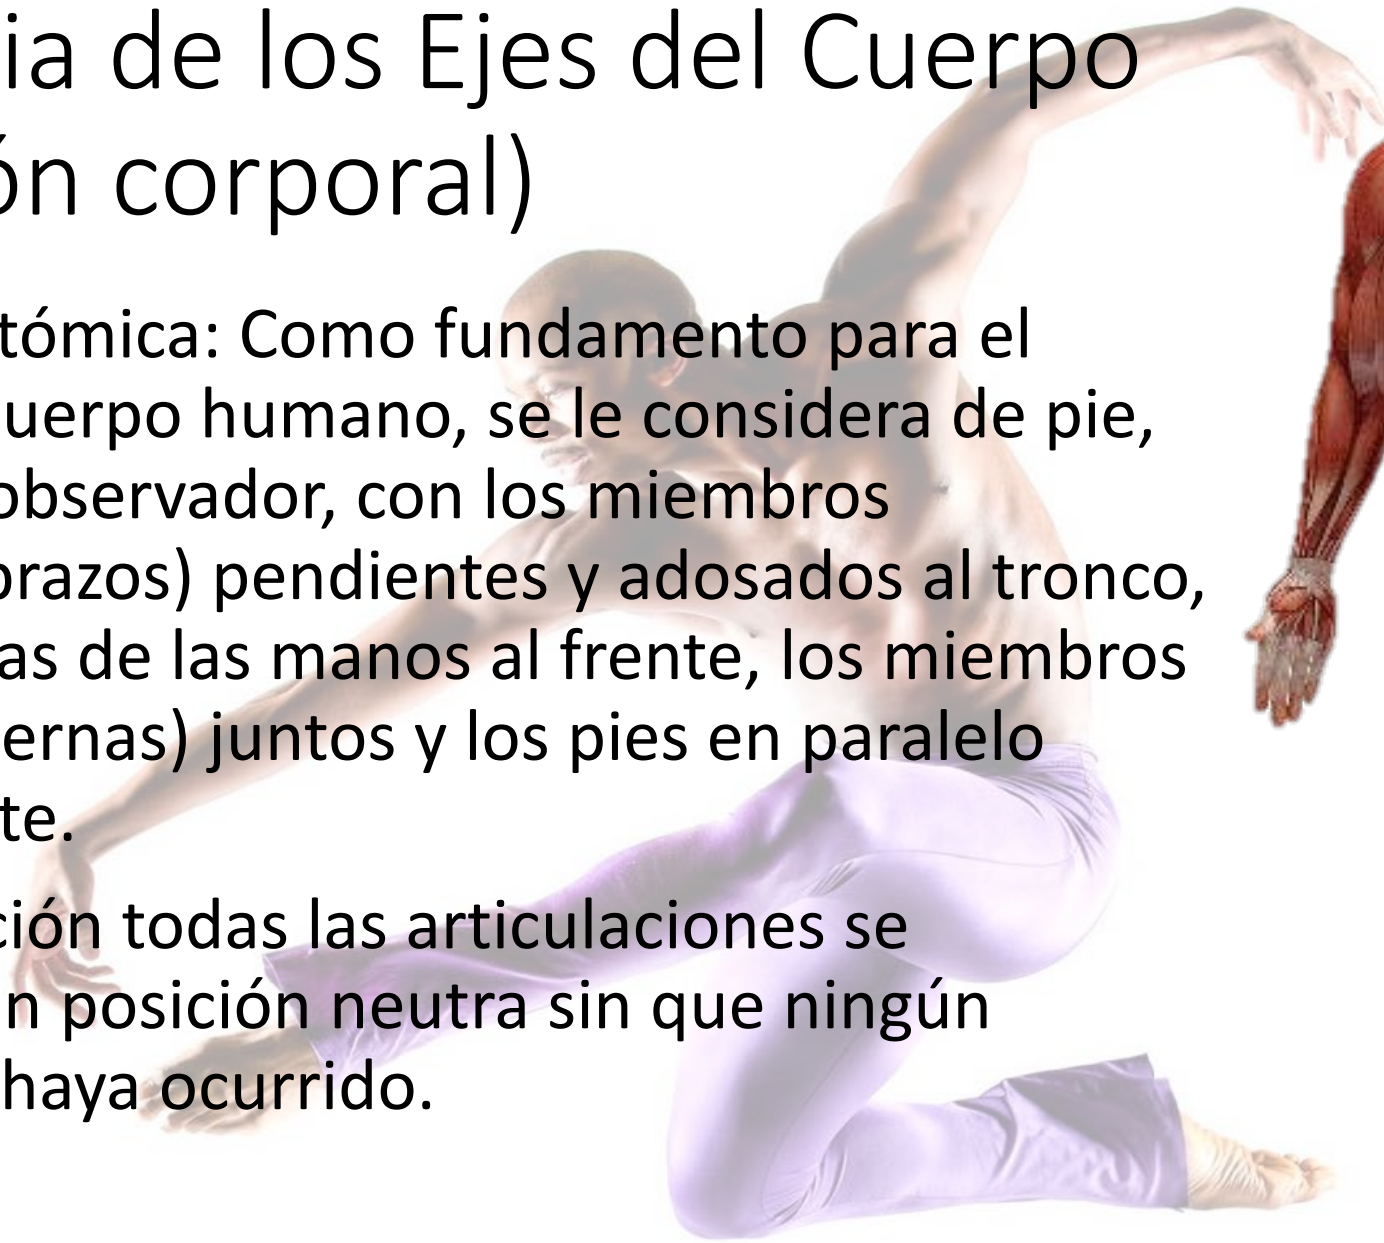 ia de los Ejes del Cuerpo
ón corporal)
tómica: Como fundamento para el
uerpo humano, se le considera de pie,
observador, con los miembros
brazos) pendientes y adosados al tronco,
as de las manos al frente, los miembros
ernas) juntos y los pies en paralelo
te.
ción todas las articulaciones se
n posición neutra sin que ningún
haya ocurrido.